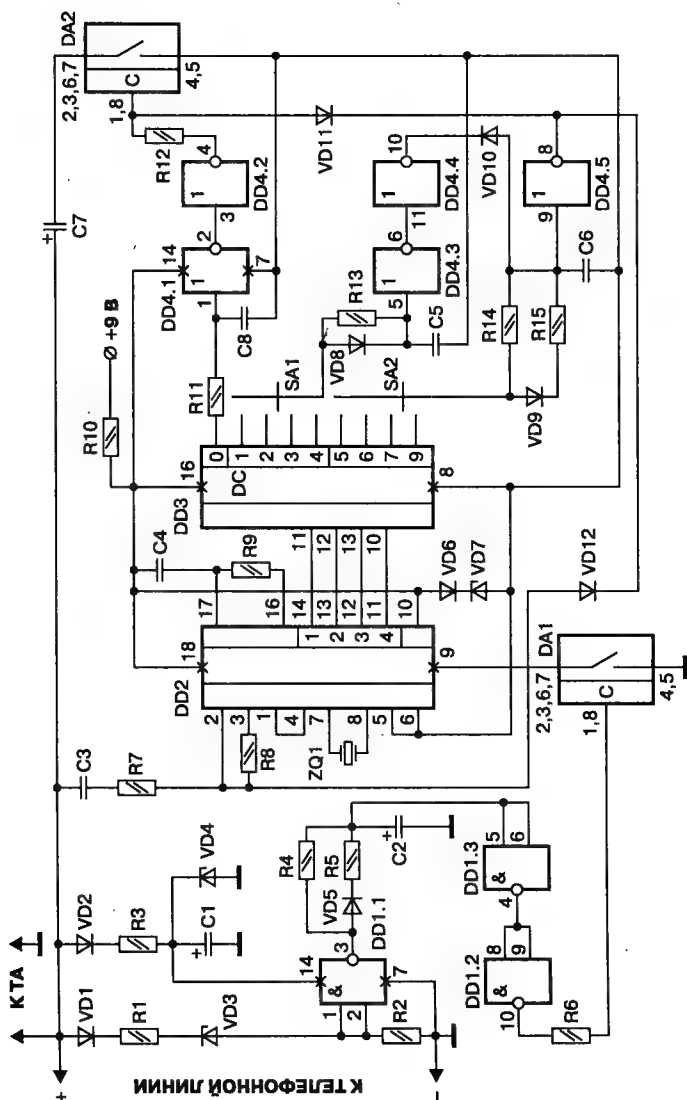 К ТЕЛЕФОННОЙ ЛИНИИ
+
–
К ТА
VD1
R1
VD3
R2
VD2
R3
C1
+
VD4
1
2
&
14
7
3
DD1.1
VD5
R4
R5
+
C2
5
6
&
4
DD1.3
8
9
&
10
DD1.2
R6
C3
R7
R8
ZQ1
2
3
1
4
7
8
5
6
DD2
18
9
17
16
14
13
12
11
10
1
2
3
4
C4
R9
VD6
VD7
DA1
2,3,6,7
1,8
C
4,5
VD12
R10
+9 В
DD3
16
8
11
12
13
10
DC
0
1
2
3
4
5
6
7
9
R11
C8
SA1
SA2
VD8
R13
C5
R14
R15
VD9
C6
DD4.1
1
1
14
7
2
DD4.2
3
1
4
R12
DD4.3
5
1
6
DD4.4
11
1
10
VD10
DD4.5
9
1
8
VD11
C7
+
DA2
2,3,6,7
1,8
C
4,5